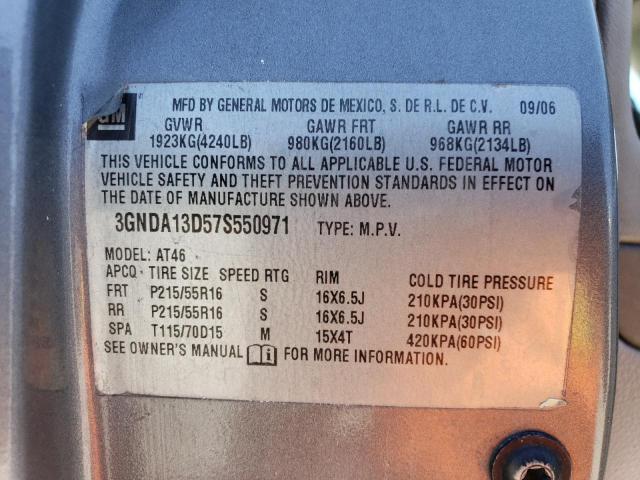 GM
MFD BY GENERAL MOTORS DE MEXICO, S. DE R.L. DE C.V. 09/06
GVWR GAWR FRT GAWR RR
1923KG(4240LB) 980KG(2160LB) 968KG(2134LB)
THIS VEHICLE CONFORMS TO ALL APPLICABLE U.S. FEDERAL MOTOR
VEHICLE SAFETY AND THEFT PREVENTION STANDARDS IN EFFECT ON
THE DATE OF MANUFACTURE SHOWN ABOVE.
3GNDA13D57S550971 TYPE: M.P.V.
MODEL: AT46
APCQ TIRE SIZE SPEED RTG RIM COLD TIRE PRESSURE
FRT P215/55R16 S 16X6.5J 210KPA(30PSI)
RR P215/55R16 S 16X6.5J 210KPA(30PSI)
SPA T115/70D15 M 15X4T 420KPA(60PSI)
SEE OWNER'S MANUAL FOR MORE INFORMATION.